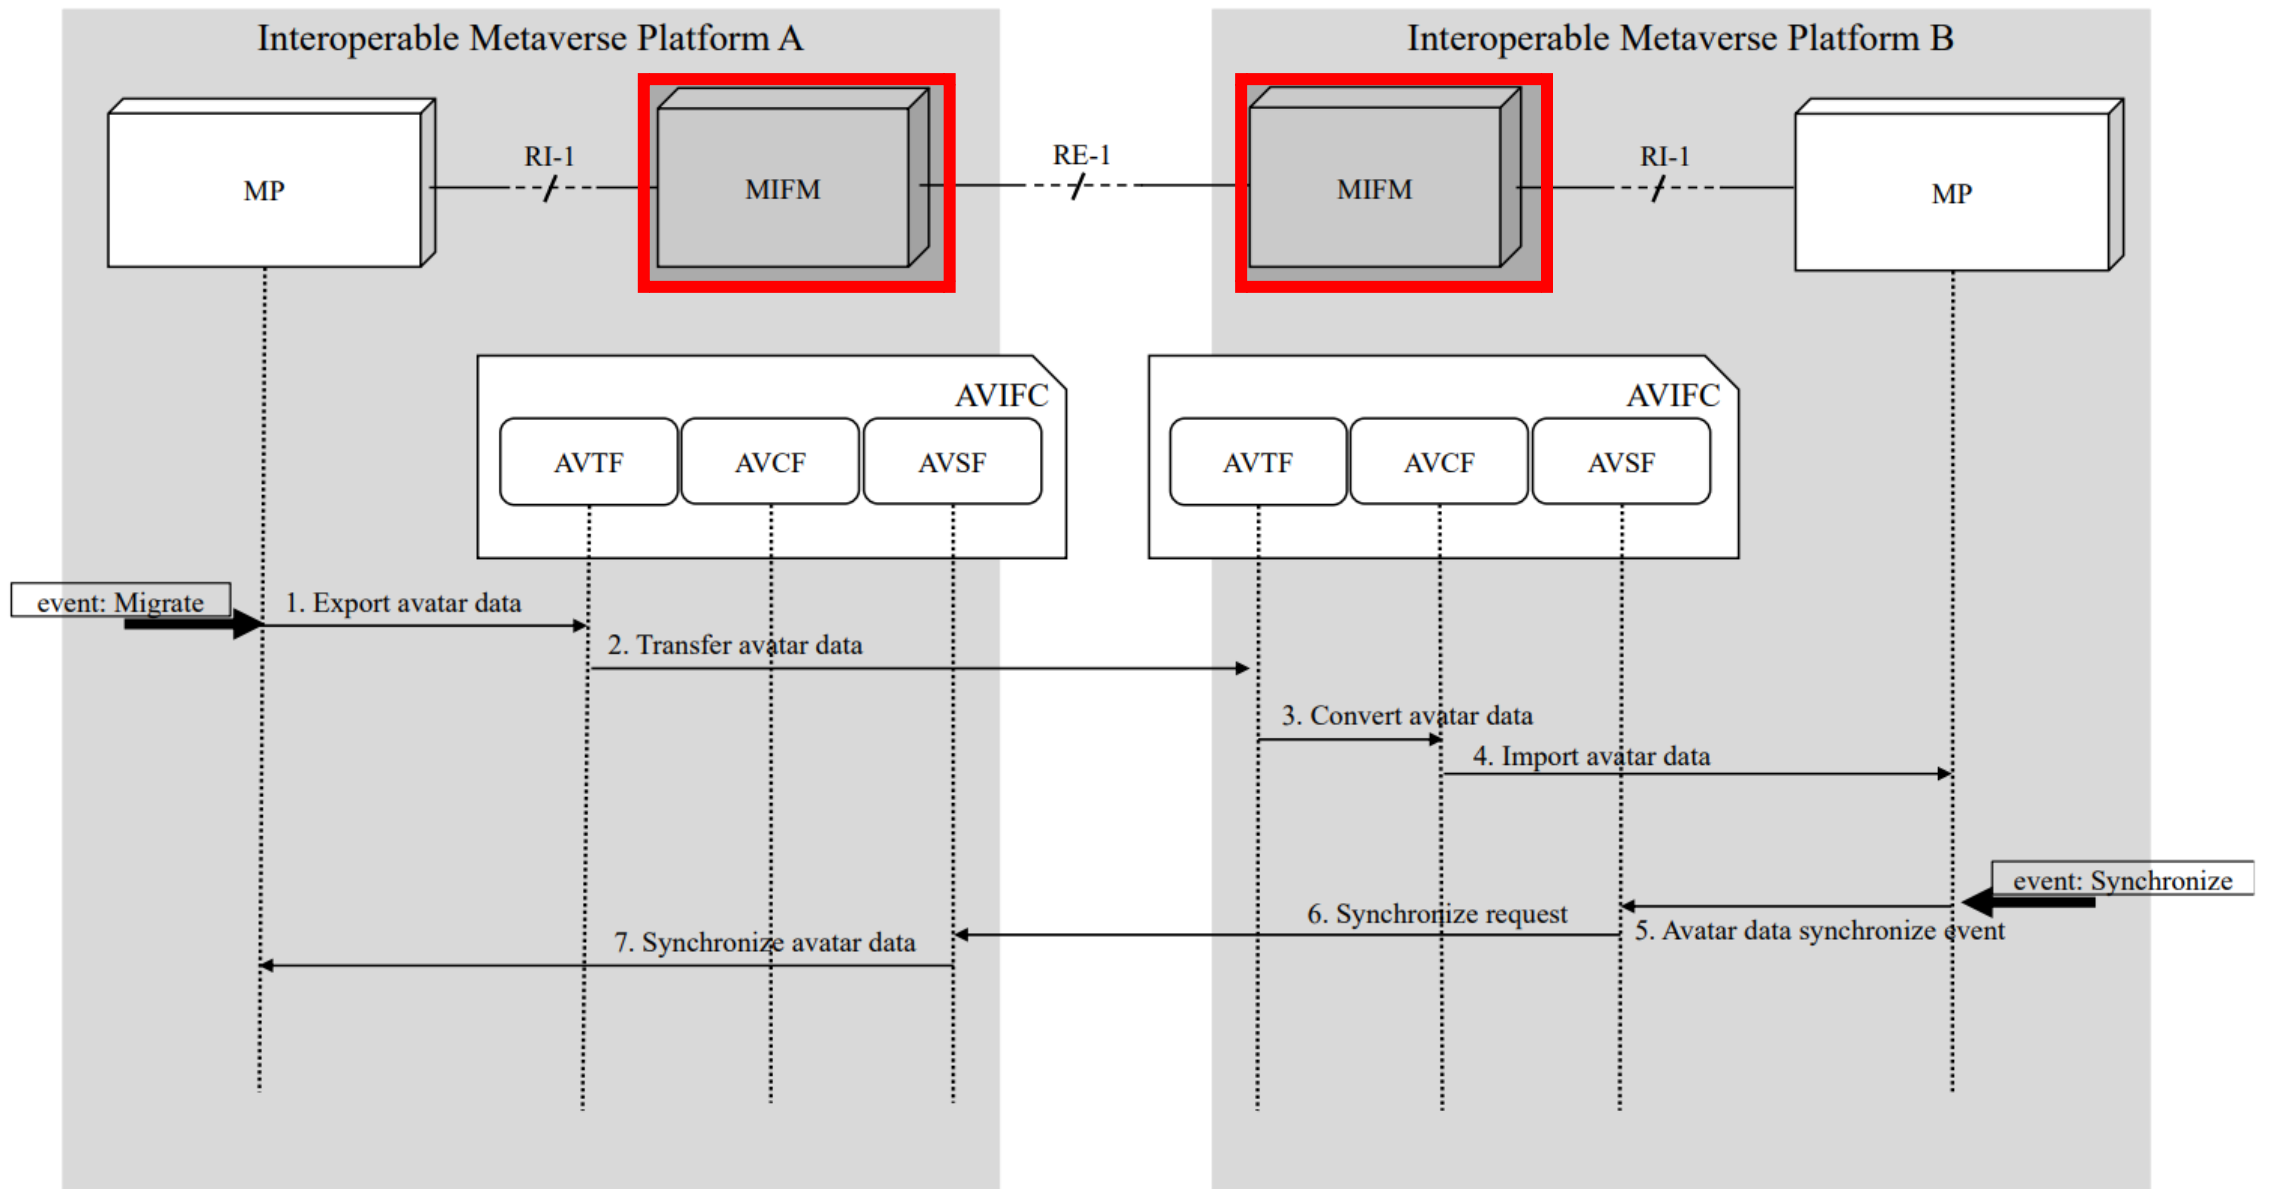 Interoperable Metaverse Platform A
Interoperable Metaverse Platform B
MP
RI-1
MIFM
RE-1
MIFM
RI-1
MP
AVIFC
AVTF
AVCF
AVSF
AVIFC
AVTF
AVCF
AVSF
event: Migrate
1. Export avatar data
2. Transfer avatar data
3. Convert avatar data
4. Import avatar data
event: Synchronize
5. Avatar data synchronize event
6. Synchronize request
7. Synchronize avatar data